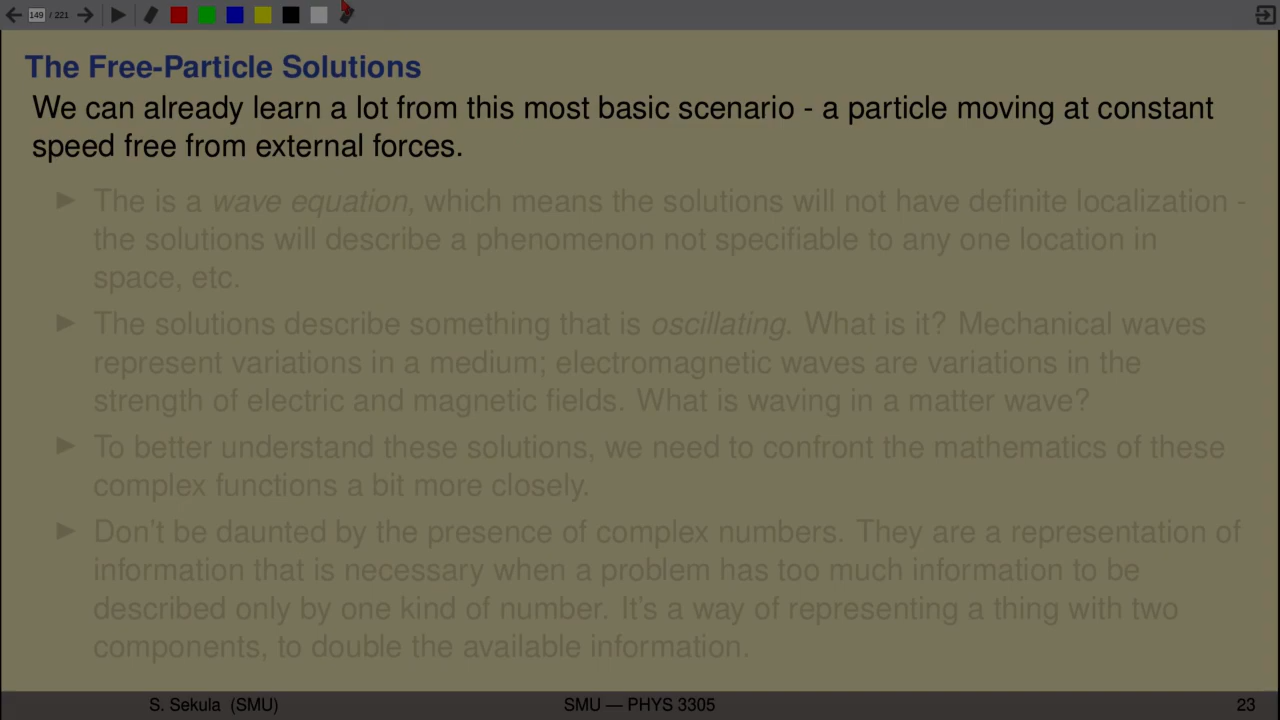 149 / 221
The Free-Particle Solutions
We can already learn a lot from this most basic scenario - a particle moving at constant
speed free from external forces.
▶ The is a wave equation, which means the solutions will not have definite localization -
the solutions will describe a phenomenon not specifiable to any one location in
space, etc.
▶ The solutions describe something that is oscillating. What is it? Mechanical waves
represent variations in a medium; electromagnetic waves are variations in the
strength of electric and magnetic fields. What is waving in a matter wave?
▶ To better understand these solutions, we need to confront the mathematics of these
complex functions a bit more closely.
▶ Don't be daunted by the presence of complex numbers. They are a representation of
information that is necessary when a problem has too much information to be
described only by one kind of number. It's a way of representing a thing with two
components, to double the available information.
S. Sekula (SMU) SMU — PHYS 3305 23